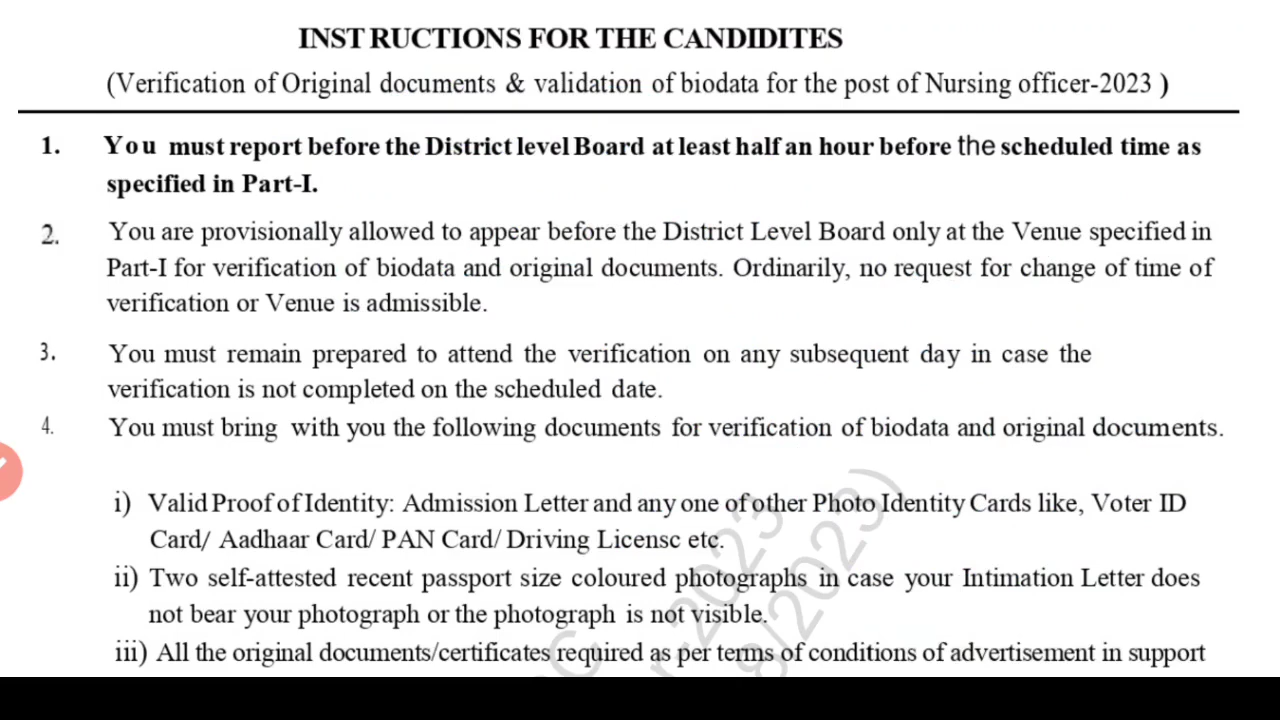 INST RUCTIONS FOR THE CANDIDITES
(Verification of Original documents & validation of biodata for the post of Nursing officer-2023 )
1. You must report before the District level Board at least half an hour before the scheduled time as
specified in Part-I.
2. You are provisionally allowed to appear before the District Level Board only at the Venue specified in
Part-I for verification of biodata and original documents. Ordinarily, no request for change of time of
verification or Venue is admissible.
3. You must remain prepared to attend the verification on any subsequent day in case the
verification is not completed on the scheduled date.
4. You must bring with you the following documents for verification of biodata and original documents.
i) Valid Proof of Identity: Admission Letter and any one of other Photo Identity Cards like, Voter ID
Card/ Aadhaar Card/ PAN Card/ Driving Licensc etc.
ii) Two self-attested recent passport size coloured photographs in case your Intimation Letter does
not bear your photograph or the photograph is not visible.
iii) All the original documents/certificates required as per terms of conditions of advertisement in support